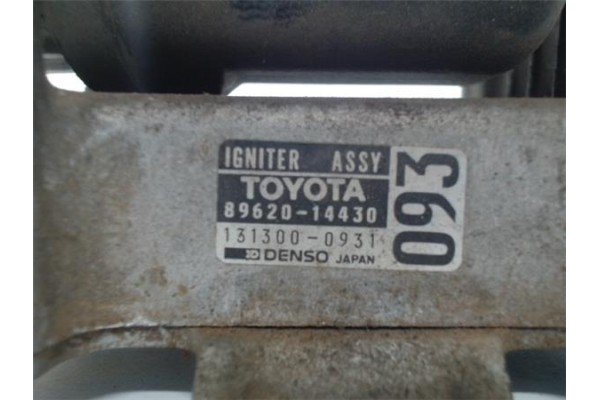 IGNITER ASSY
TOYOTA
89620-14430
131300-0931
DENSO JAPAN
093